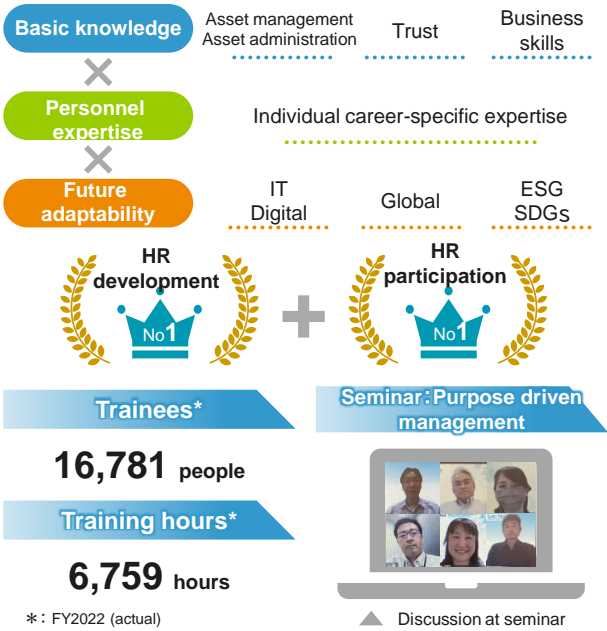 Basic knowledge
Asset management
Asset administration
Trust
Business
skills
Personnel
expertise
Individual career-specific expertise
Future
adaptability
IT
Digital
Global
ESG
SDGs
HR
development
No1
HR
participation
No1
Trainees*
16,781 people
Training hours*
6,759 hours
Seminar:Purpose driven
management
*: FY2022 (actual)
Discussion at seminar